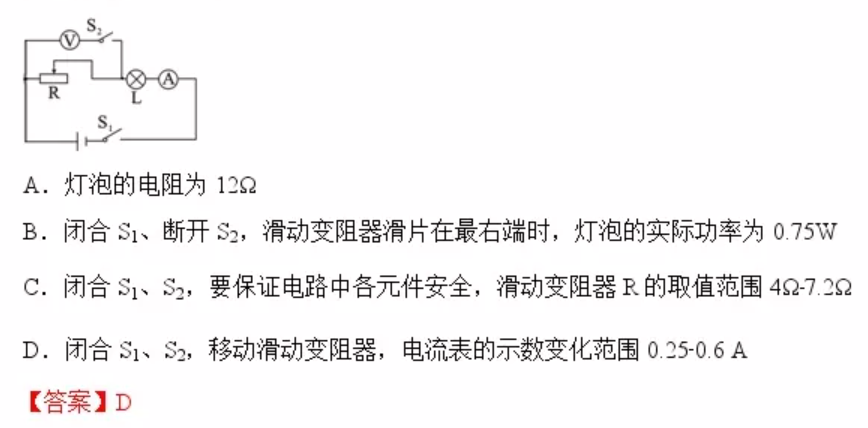 V
S₂
R
L
A
S₁
A．灯泡的电阻为 12Ω
B．闭合 S₁、断开 S₂，滑动变阻器滑片在最右端时，灯泡的实际功率为 0.75W
C．闭合 S₁、S₂，要保证电路中各元件安全，滑动变阻器 R 的取值范围 4Ω-7.2Ω
D．闭合 S₁、S₂，移动滑动变阻器，电流表的示数变化范围 0.25-0.6 A
【答案】D